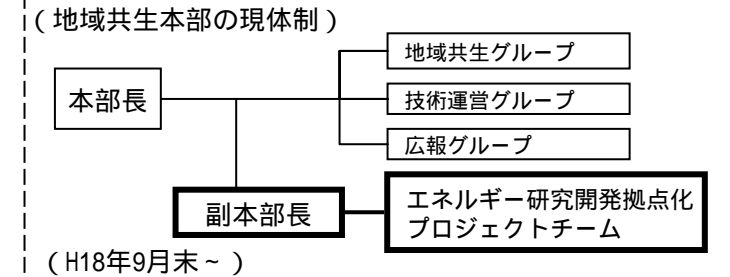 (地域共生本部の現体制)
地域共生グループ
本部長
技術運営グループ
広報グループ
副本部長
エネルギー研究開発拠点化
プロジェクトチーム
(H18年9月末~)